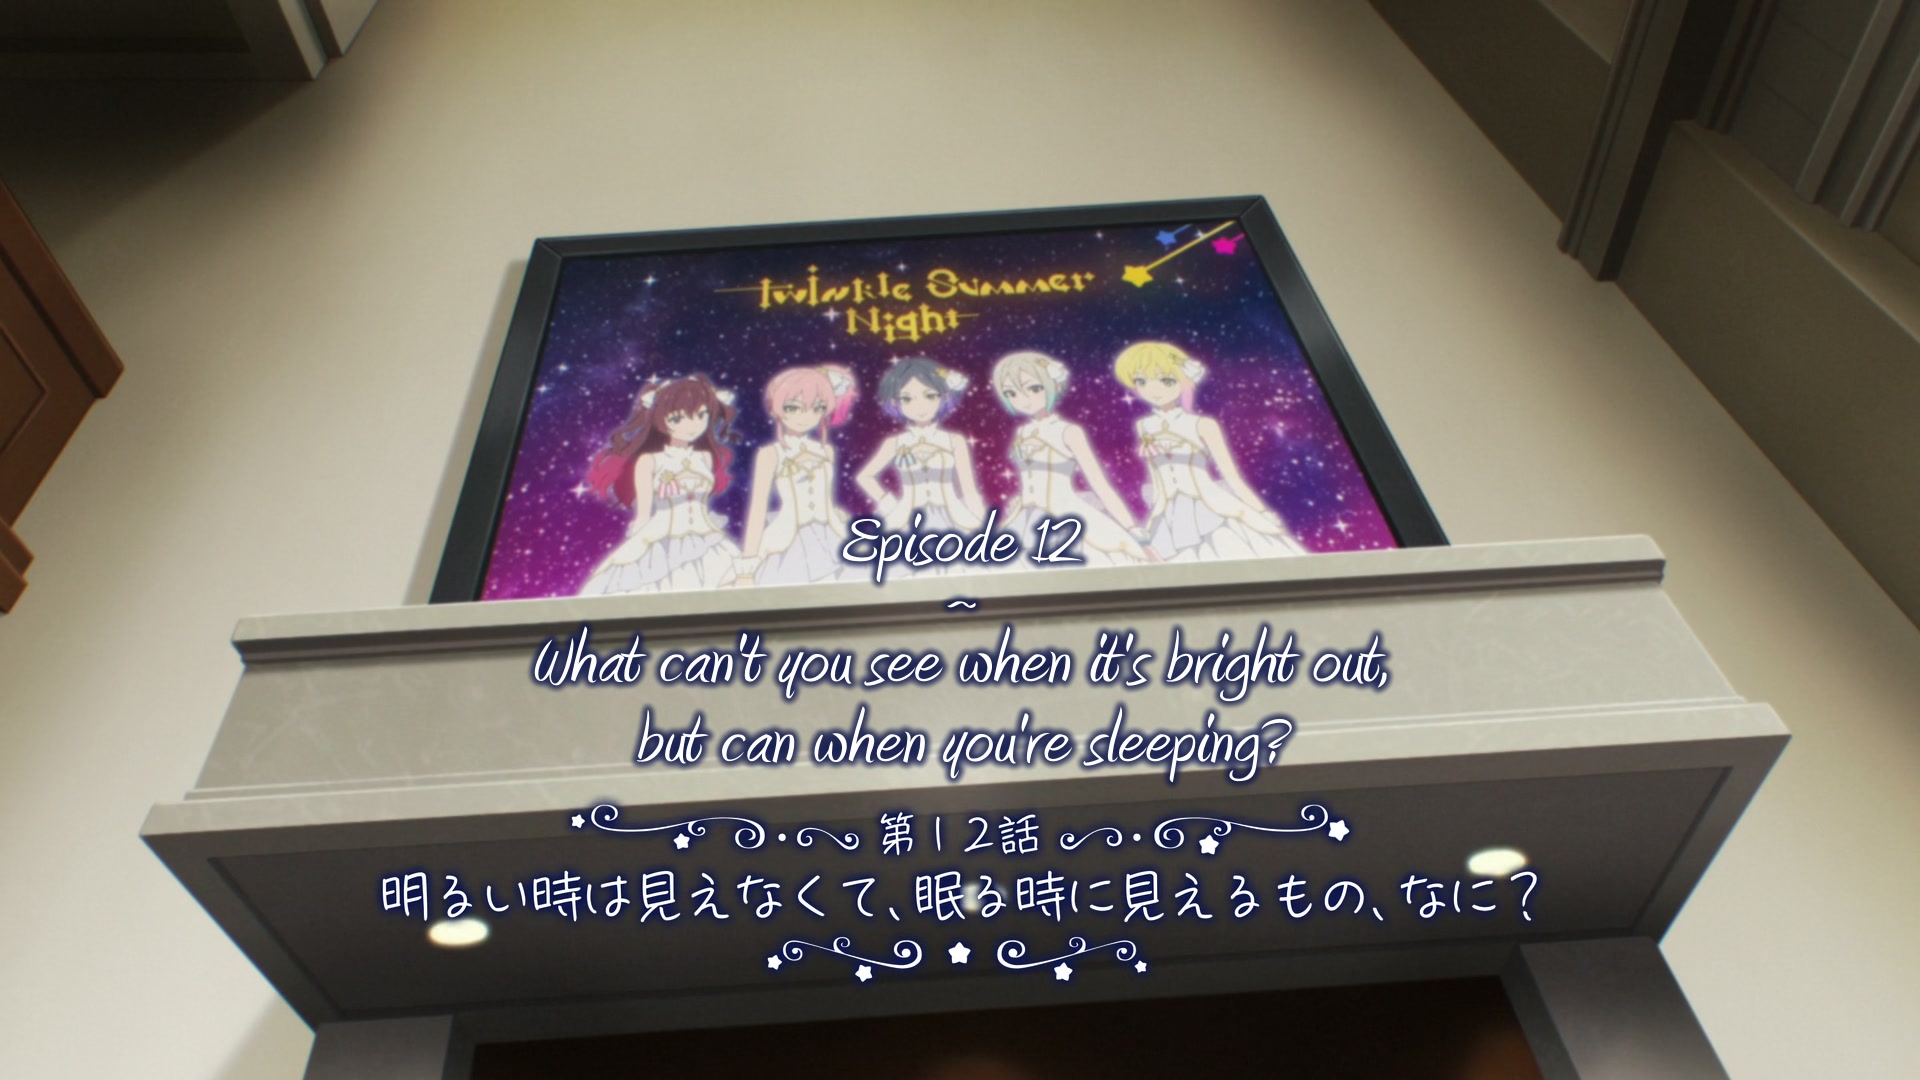 Twinkle Summer
Night
Episode 12
~
What can't you see when it's bright out,
but can when you're sleeping?
第12話
明るい時は見えなくて、眠る時に見えるもの、なに？